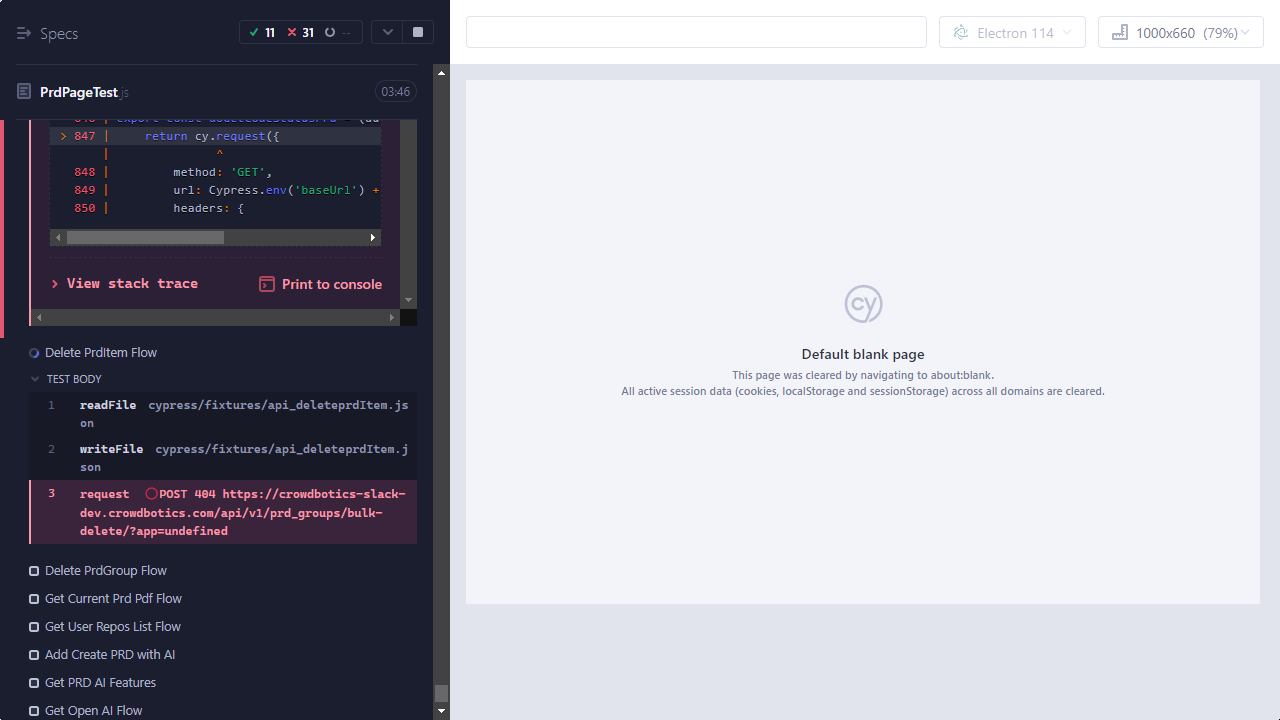 Specs
11
31
--
Electron 114
1000x660 (79%)
PrdPageTest.js
03:46
> 847 | return cy.request({
| ^
848 | method: 'GET',
849 | url: Cypress.env('baseUrl') +
850 | headers: {
View stack trace
Print to console
Delete PrdItem Flow
TEST BODY
1 readFile cypress/fixtures/api_deleteprdItem.js
on
2 writeFile cypress/fixtures/api_deleteprdItem.j
son
3 request POST 404 https://crowdbotics-slack-
dev.crowdbotics.com/api/v1/prd_groups/bulk-
delete/?app=undefined
Delete PrdGroup Flow
Get Current Prd Pdf Flow
Get User Repos List Flow
Add Create PRD with AI
Get PRD AI Features
Get Open AI Flow
cy
Default blank page
This page was cleared by navigating to about:blank.
All active session data (cookies, localStorage and sessionStorage) across all domains are cleared.